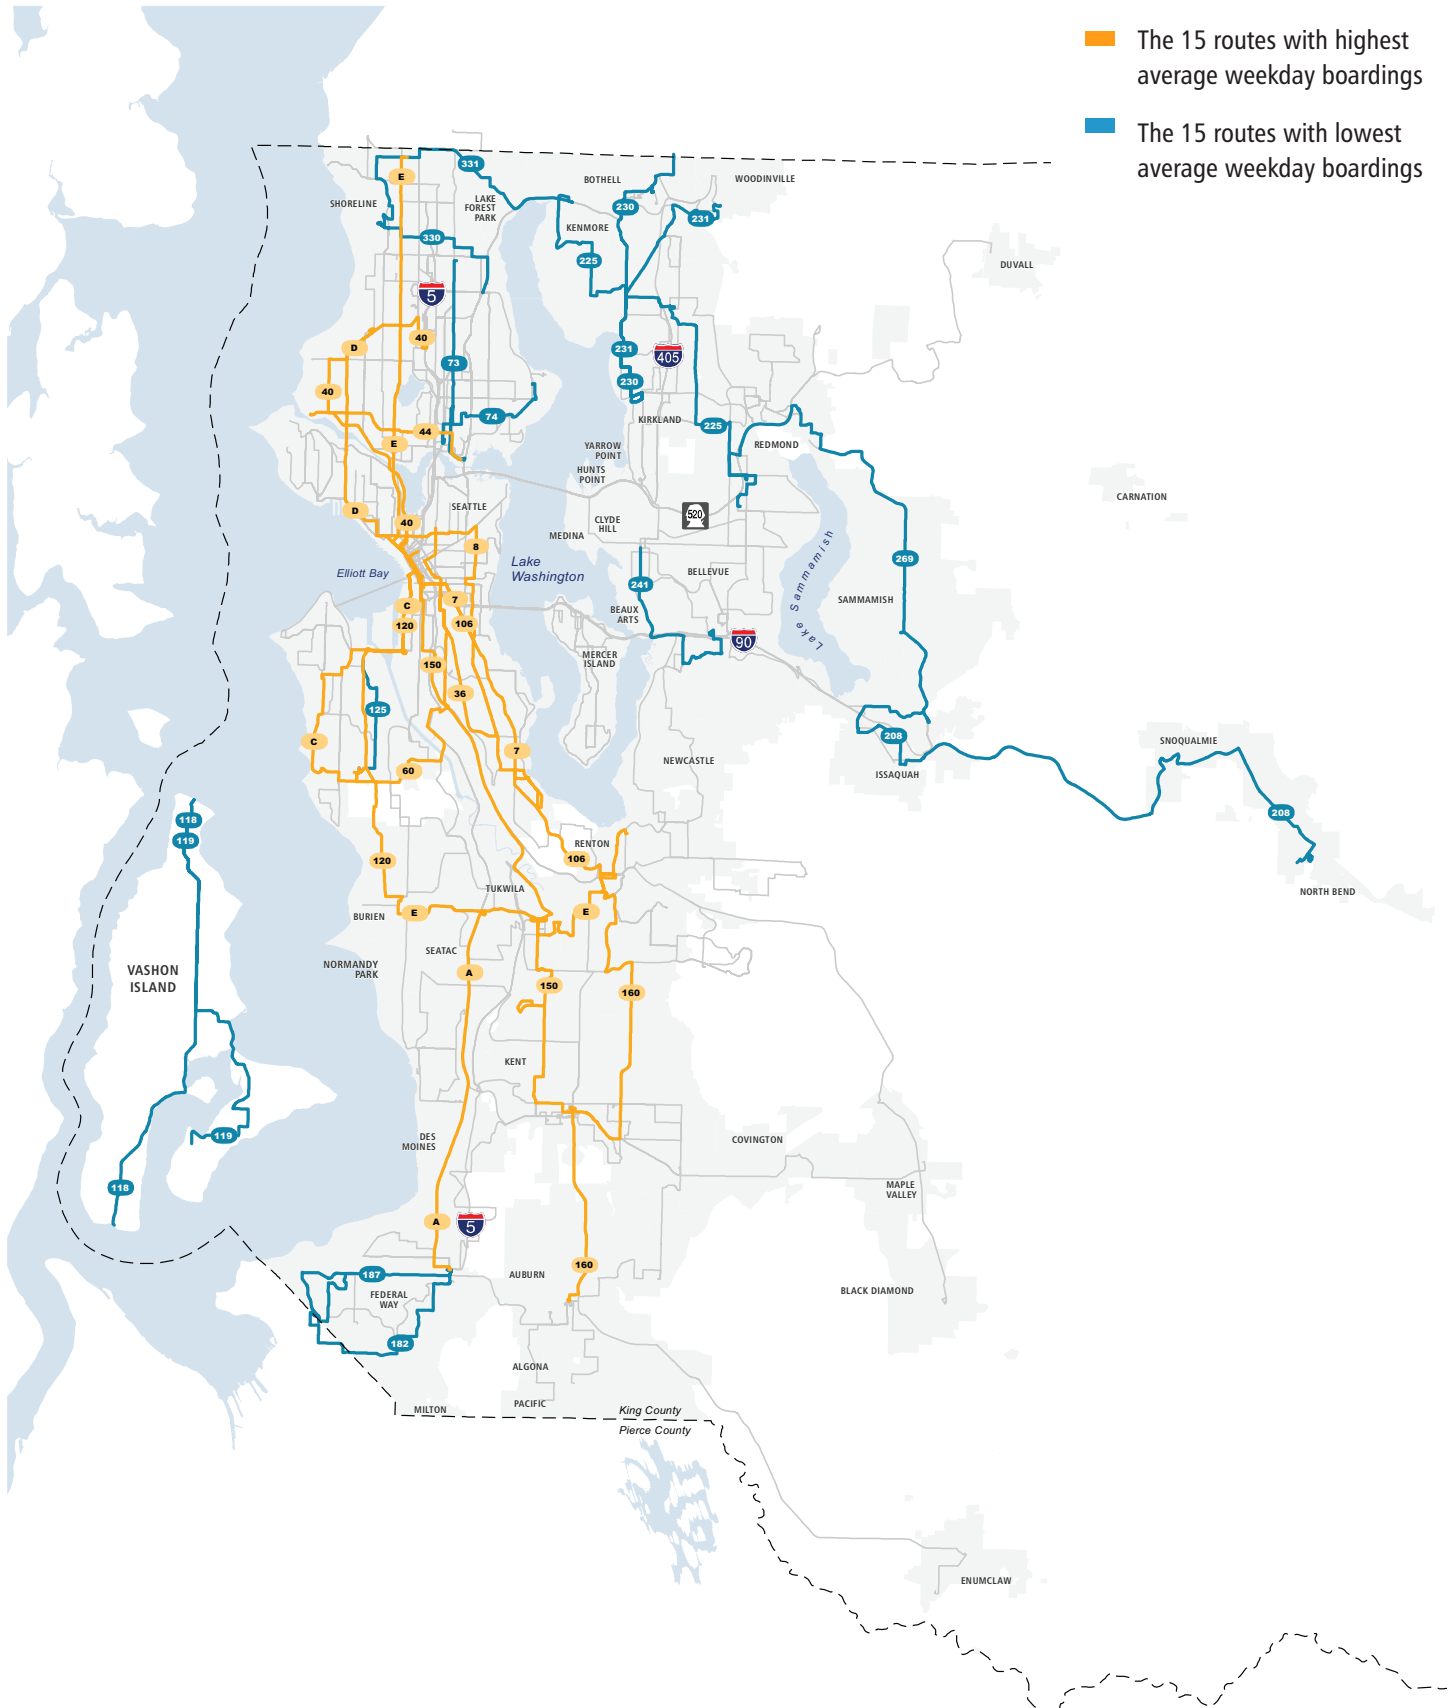 The 15 routes with highest
average weekday boardings
The 15 routes with lowest
average weekday boardings
331
E
BOTHELL
WOODINVILLE
SHORELINE
LAKE
FOREST
PARK
230
231
KENMORE
330
225
DUVALL
5
40
D
73
231
405
230
40
74
KIRKLAND
225
44
E
REDMOND
YARROW
POINT
HUNTS
POINT
CARNATION
SEATTLE
D
520
40
CLYDE
HILL
MEDINA
8
Lake
Washington
Elliott Bay
BELLEVUE
269
Lake Sammamish
241
SAMMAMISH
C
7
BEAUX
ARTS
120
106
90
150
MERCER
ISLAND
36
125
C
208
SNOQUALMIE
7
60
NEWCASTLE
ISSAQUAH
118
119
208
RENTON
120
106
TUKWILA
NORTH BEND
BURIEN
E
E
SEATAC
NORMANDY
PARK
A
VASHON
ISLAND
150
160
KENT
119
DES
MOINES
COVINGTON
118
MAPLE
VALLEY
A
5
160
187
AUBURN
FEDERAL
WAY
BLACK DIAMOND
182
ALGONA
PACIFIC
MILTON
King County
Pierce County
ENUMCLAW